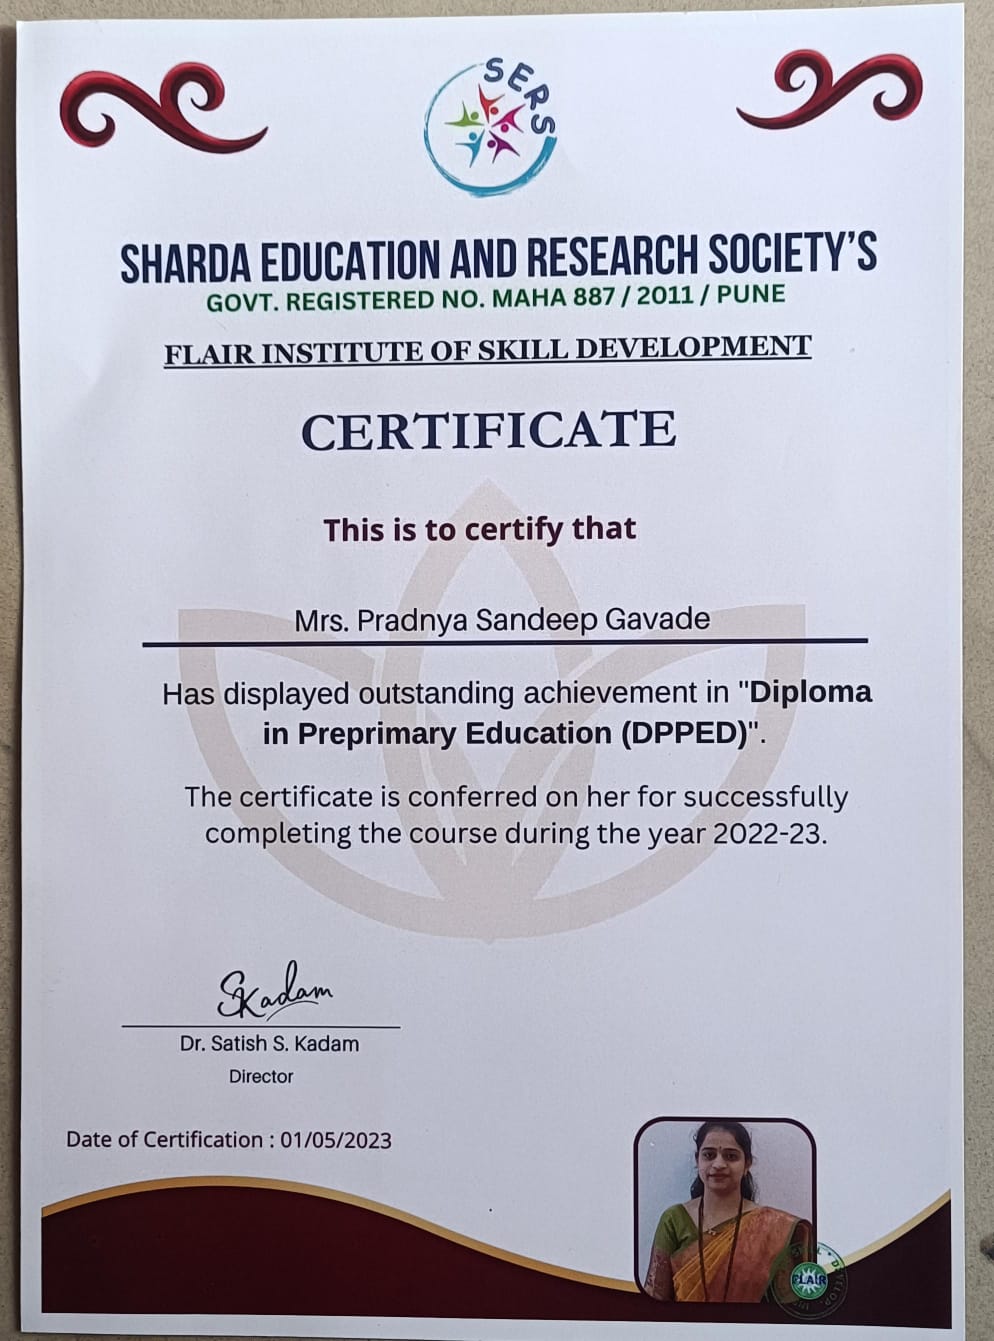 SERS
SHARDA EDUCATION AND RESEARCH SOCIETY'S
GOVT. REGISTERED NO. MAHA 887 / 2011 / PUNE
FLAIR INSTITUTE OF SKILL DEVELOPMENT
CERTIFICATE
This is to certify that
Mrs. Pradnya Sandeep Gavade
Has displayed outstanding achievement in "Diploma
in Preprimary Education (DPPED)".
The certificate is conferred on her for successfully
completing the course during the year 2022-23.
SKadam
Dr. Satish S. Kadam
Director
Date of Certification : 01/05/2023
FLAIR